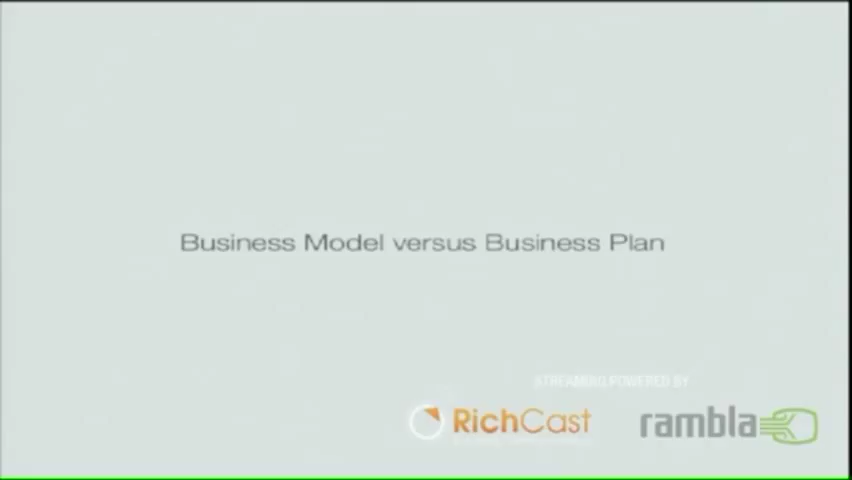 Business Model versus Business Plan
STREAMING POWERED BY
RichCast
rambla